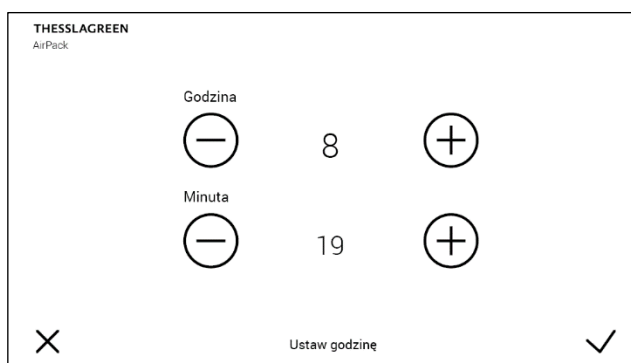 THESSLAGREEN
AirPack
Godzina
8
Minuta
19
Ustaw godzinę